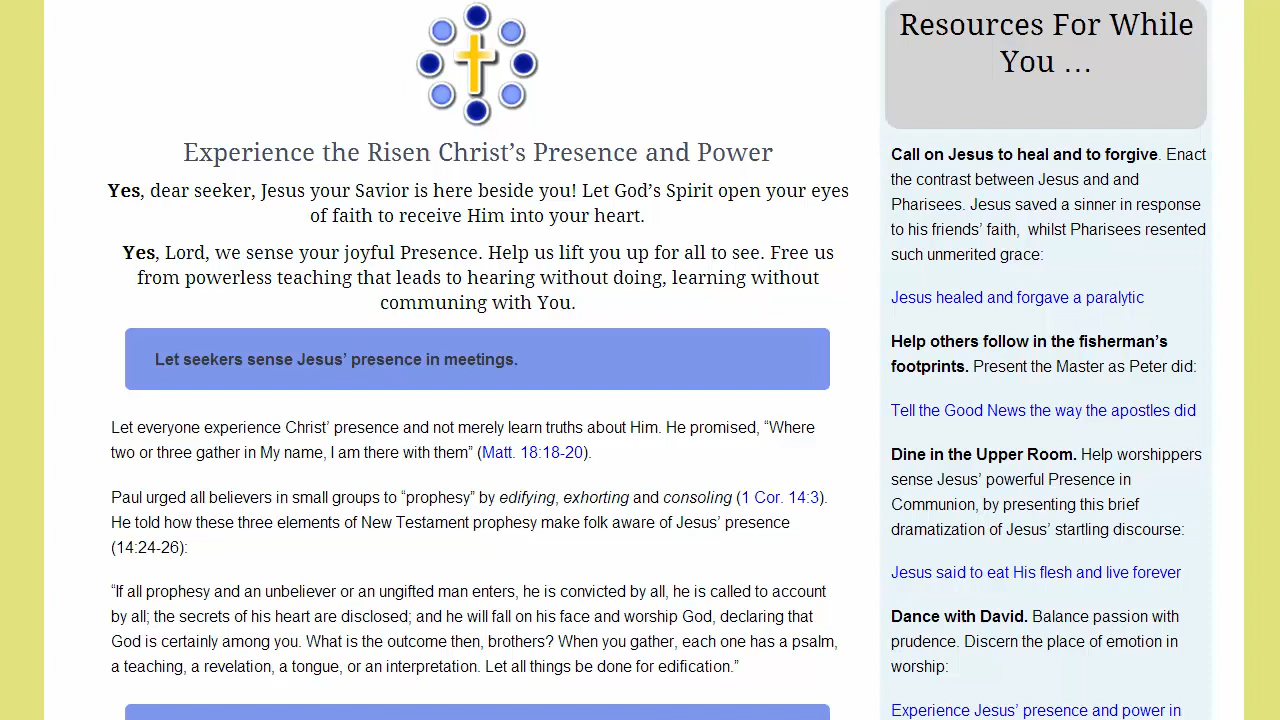 Experience the Risen Christ’s Presence and Power
Yes, dear seeker, Jesus your Savior is here beside you! Let God’s Spirit open your eyes
of faith to receive Him into your heart.
Yes, Lord, we sense your joyful Presence. Help us lift you up for all to see. Free us
from powerless teaching that leads to hearing without doing, learning without
communing with You.
Let seekers sense Jesus’ presence in meetings.
Let everyone experience Christ’ presence and not merely learn truths about Him. He promised, “Where
two or three gather in My name, I am there with them” (Matt. 18:18-20).
Paul urged all believers in small groups to “prophesy” by edifying, exhorting and consoling (1 Cor. 14:3).
He told how these three elements of New Testament prophesy make folk aware of Jesus’ presence
(14:24-26):
“If all prophesy and an unbeliever or an ungifted man enters, he is convicted by all, he is called to account
by all; the secrets of his heart are disclosed; and he will fall on his face and worship God, declaring that
God is certainly among you. What is the outcome then, brothers? When you gather, each one has a psalm,
a teaching, a revelation, a tongue, or an interpretation. Let all things be done for edification.”
Resources For While
You …
Call on Jesus to heal and to forgive. Enact
the contrast between Jesus and and
Pharisees. Jesus saved a sinner in response
to his friends’ faith, whilst Pharisees resented
such unmerited grace:
Jesus healed and forgave a paralytic
Help others follow in the fisherman’s
footprints. Present the Master as Peter did:
Tell the Good News the way the apostles did
Dine in the Upper Room. Help worshippers
sense Jesus’ powerful Presence in
Communion, by presenting this brief
dramatization of Jesus’ startling discourse:
Jesus said to eat His flesh and live forever
Dance with David. Balance passion with
prudence. Discern the place of emotion in
worship:
Experience Jesus’ presence and power in